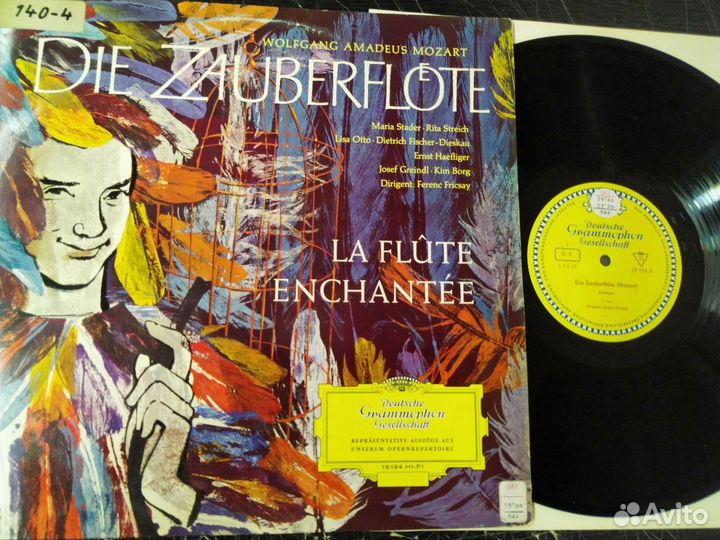 140-4
WOLFGANG AMADEUS MOZART
DIE ZAUBERFLÖTE
Maria Stader · Rita Streich
Lisa Otto · Dietrich Fischer-Dieskau
Ernst Haefliger
Josef Greindl · Kim Borg
Dirigent: Ferenc Fricsay
LA FLÛTE
ENCHANTÉE
Deutsche
Grammophon
Gesellschaft
REPRÄSENTATIVE AUSZÜGE AUS
UNSEREM OPERNREPERTOIRE
19194 HI-FI
944
Deutsche
Grammophon
Gesellschaft
Die Zauberflöte (Mozart)
944
Avito